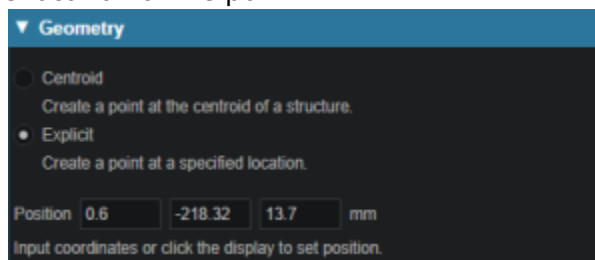 ▼ Geometry
Centroid
Create a point at the centroid of a structure.
Explicit
Create a point at a specified location.
Position 0.6 -218.32 13.7 mm
Input coordinates or click the display to set position.